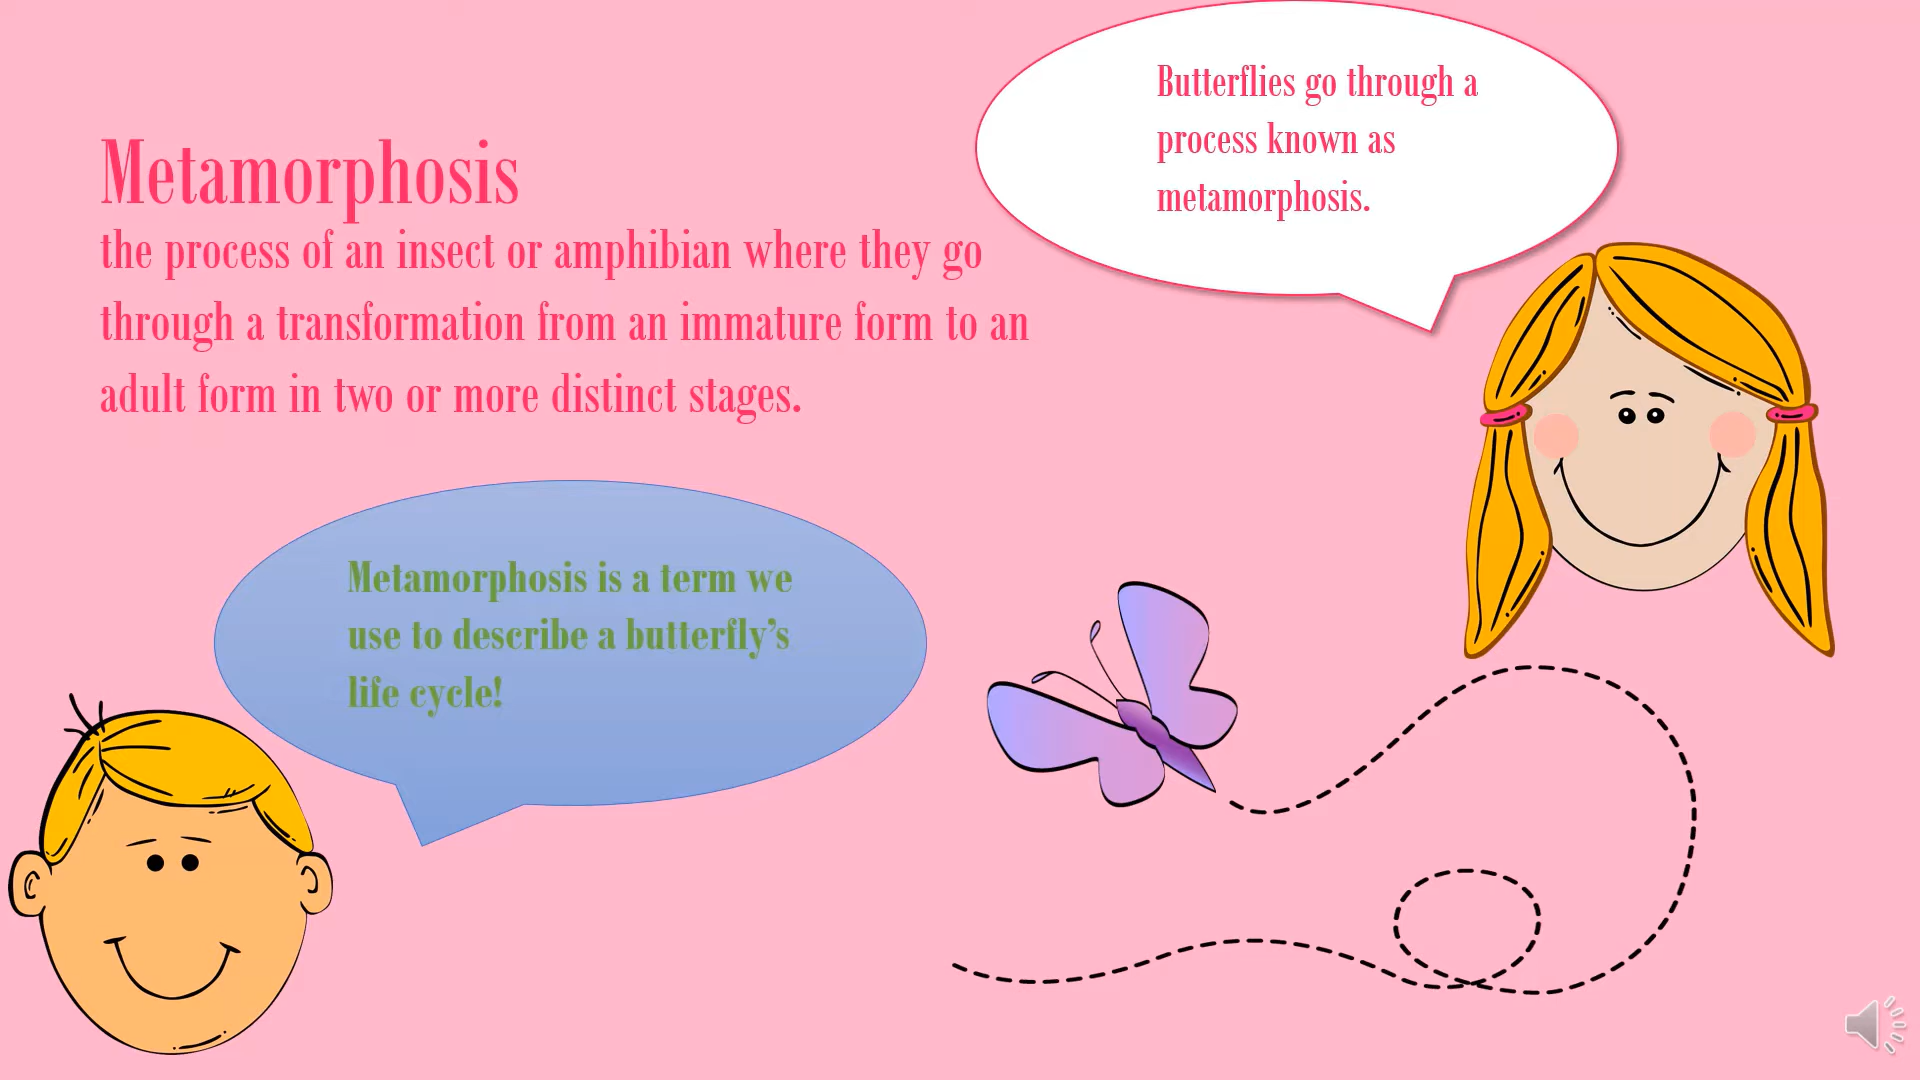 Metamorphosis
the process of an insect or amphibian where they go
through a transformation from an immature form to an
adult form in two or more distinct stages.
Butterflies go through a
process known as
metamorphosis.
Metamorphosis is a term we
use to describe a butterfly’s
life cycle!